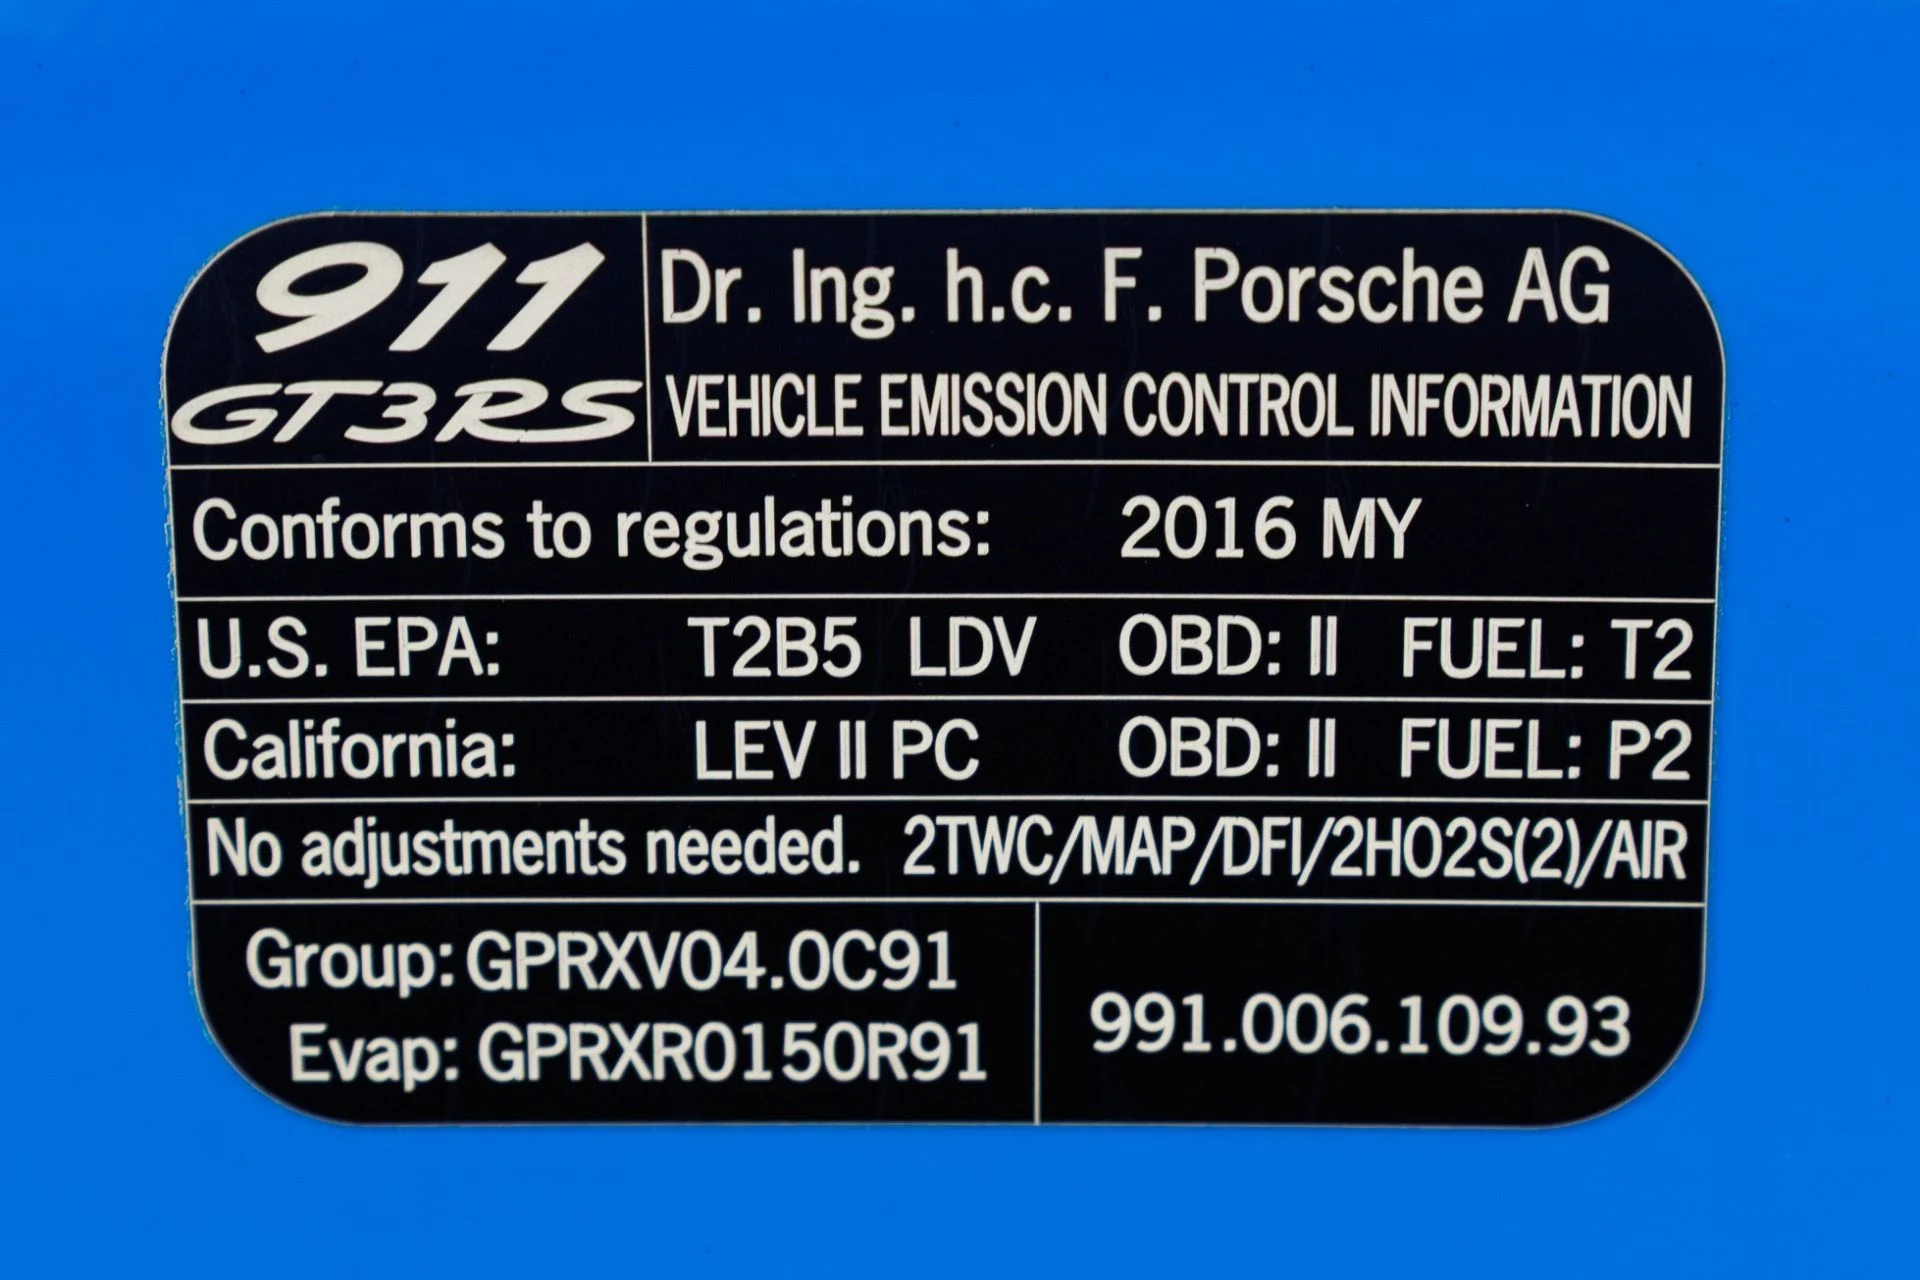 911
GT3RS
Dr. Ing. h.c. F. Porsche AG
VEHICLE EMISSION CONTROL INFORMATION
Conforms to regulations: 2016 MY
U.S. EPA: T2B5 LDV OBD: II FUEL: T2
California: LEV II PC OBD: II FUEL: P2
No adjustments needed. 2TWC/MAP/DFI/2HO2S(2)/AIR
Group: GPRXV04.0C91
Evap: GPRXR0150R91
991.006.109.93